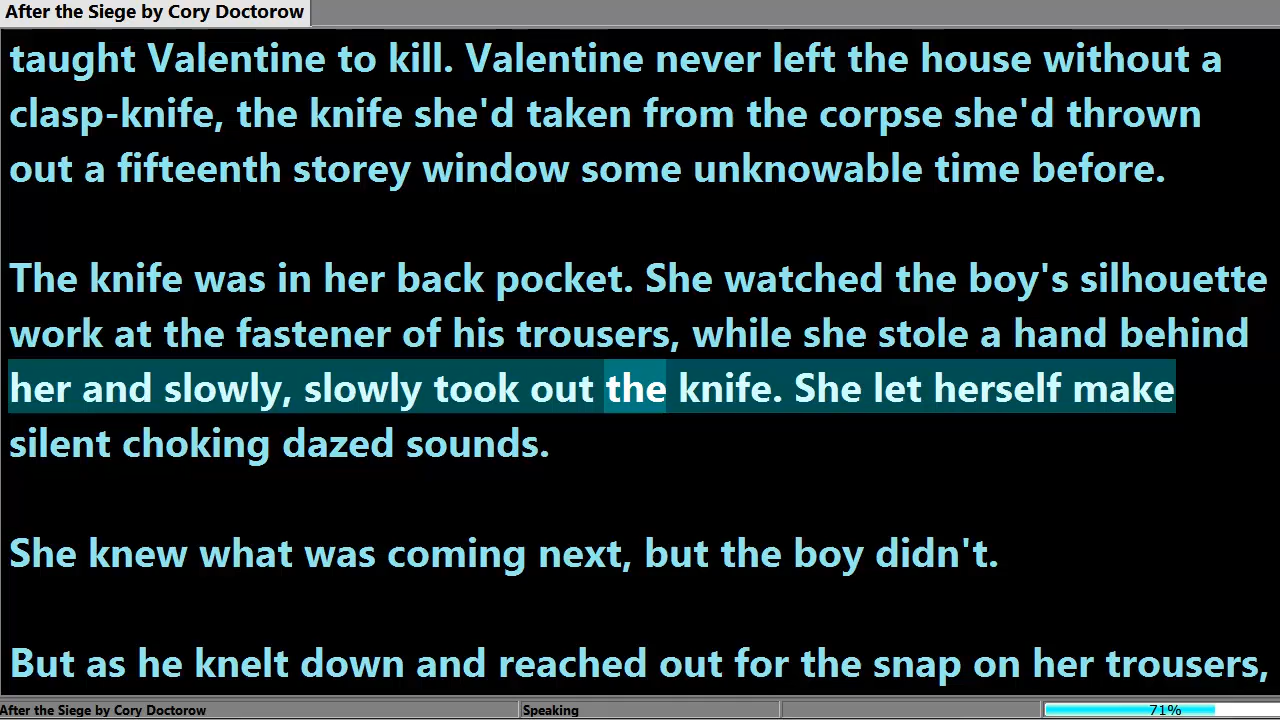 After the Siege by Cory Doctorow
taught Valentine to kill. Valentine never left the house without a
clasp-knife, the knife she'd taken from the corpse she'd thrown
out a fifteenth storey window some unknowable time before.
The knife was in her back pocket. She watched the boy's silhouette
work at the fastener of his trousers, while she stole a hand behind
her and slowly, slowly took out the knife. She let herself make
silent choking dazed sounds.
She knew what was coming next, but the boy didn't.
But as he knelt down and reached out for the snap on her trousers,
After the Siege by Cory Doctorow
Speaking
71%